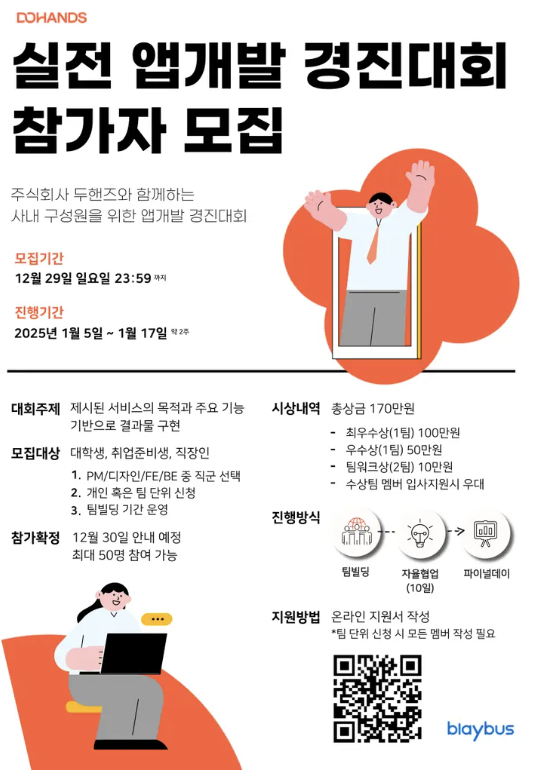 DOHANDS
실전 앱개발 경진대회
참가자 모집
주식회사 두핸즈와 함께하는
사내 구성원을 위한 앱개발 경진대회
모집기간
12월 29일 일요일 23:59 까지
진행기간
2025년 1월 5일 ~ 1월 17일 약 2주
대회주제 제시된 서비스의 목적과 주요 기능
기반으로 결과물 구현
모집대상 대학생, 취업준비생, 직장인
1. PM/디자인/FE/BE 중 직군 선택
2. 개인 혹은 팀 단위 신청
3. 팀빌딩 기간 운영
참가확정 12월 30일 안내 예정
최대 50명 참여 가능
시상내역 총상금 170만원
- 최우수상(1팀) 100만원
- 우수상(1팀) 50만원
- 팀워크상(2팀) 10만원
- 수상팀 멤버 입사지원시 우대
진행방식
팀빌딩 자율협업 파이널데이
(10일)
지원방법 온라인 지원서 작성
*팀 단위 신청 시 모든 멤버 작성 필요
blaybus